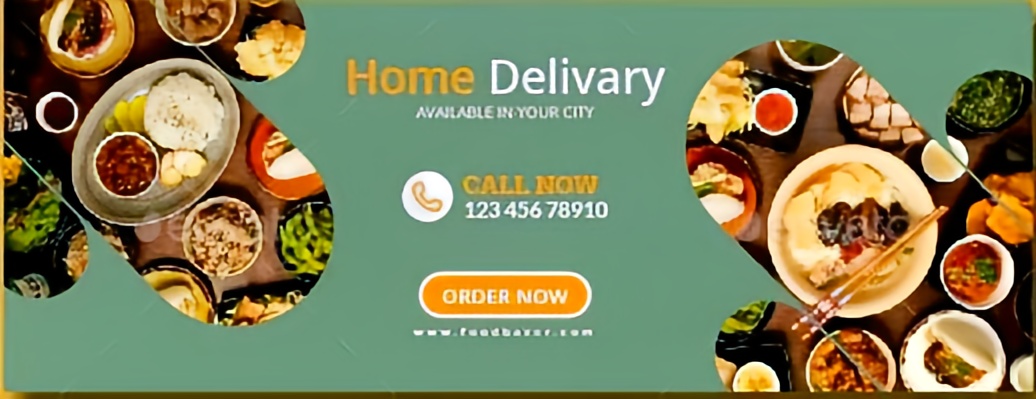 Home Delivary
AVAILABLE IN YOUR CITY
CALL NOW
123 456 78910
ORDER NOW